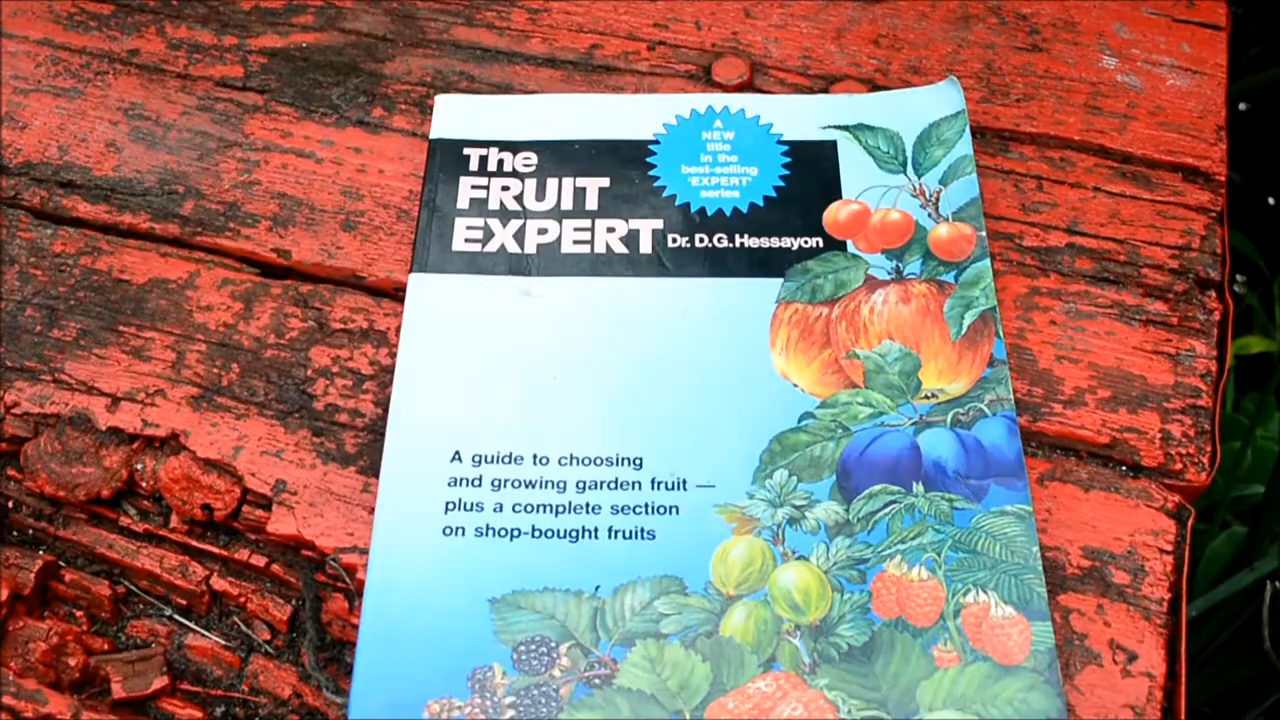 The
FRUIT
EXPERT
Dr. D.G. Hessayon
A
NEW
title
in the
best-selling
'EXPERT'
series
A guide to choosing
and growing garden fruit —
plus a complete section
on shop-bought fruits